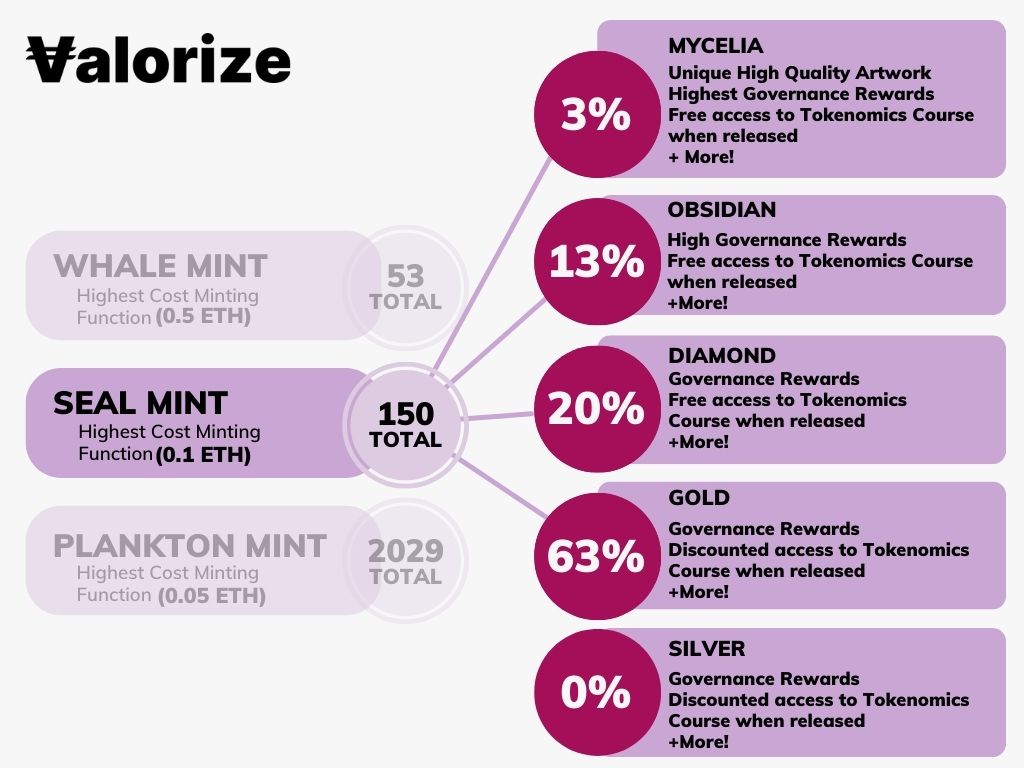 Valorize
WHALE MINT
Highest Cost Minting
Function (0.5 ETH)
53
TOTAL
SEAL MINT
Highest Cost Minting
Function (0.1 ETH)
150
TOTAL
PLANKTON MINT
Highest Cost Minting
Function (0.05 ETH)
2029
TOTAL
3%
MYCELIA
Unique High Quality Artwork
Highest Governance Rewards
Free access to Tokenomics Course
when released
+ More!
13%
OBSIDIAN
High Governance Rewards
Free access to Tokenomics Course
when released
+More!
20%
DIAMOND
Governance Rewards
Free access to Tokenomics
Course when released
+More!
63%
GOLD
Governance Rewards
Discounted access to Tokenomics
Course when released
+More!
0%
SILVER
Governance Rewards
Discounted access to Tokenomics
Course when released
+More!